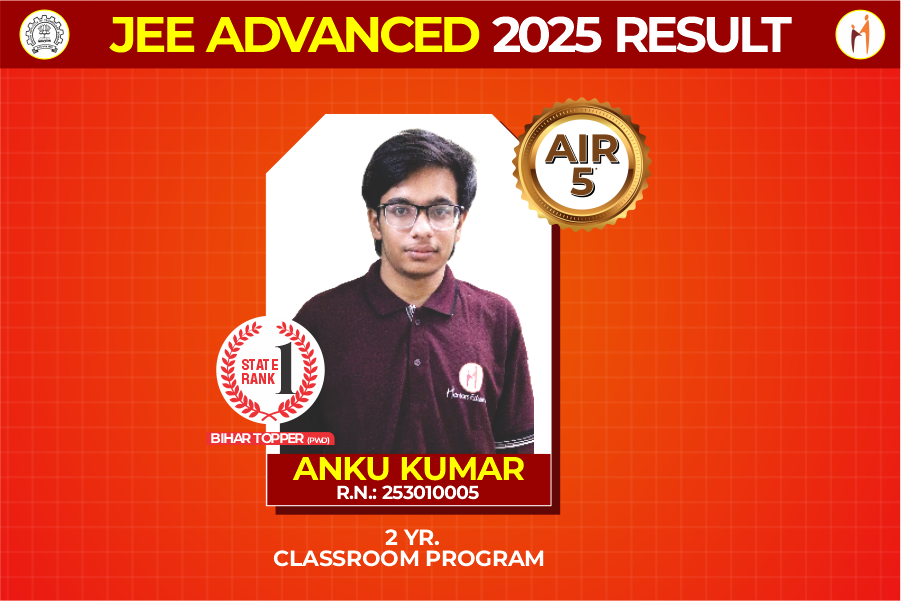 JEE ADVANCED 2025 RESULT
AIR
5*
STATE
RANK 1
BIHAR TOPPER (PWD)
ANKU KUMAR
R.N.: 253010005
2 YR.
CLASSROOM PROGRAM